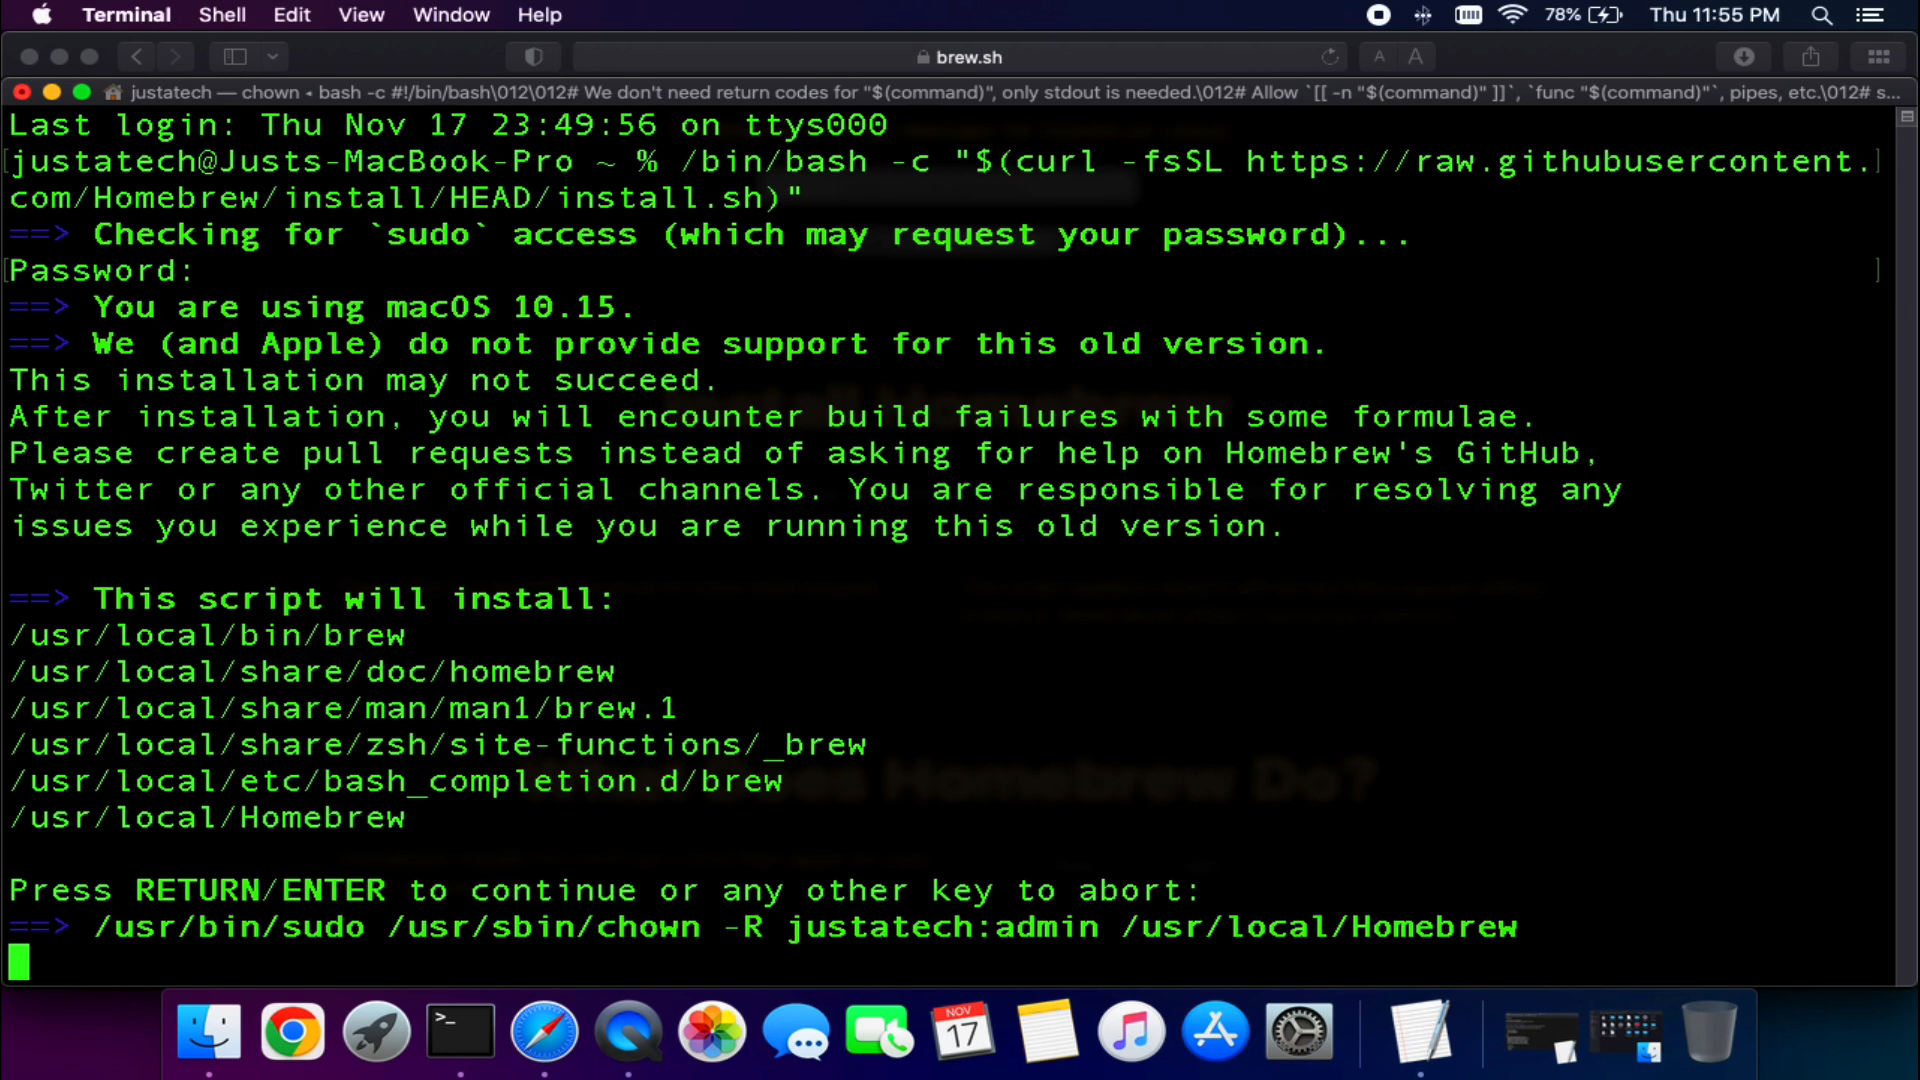 Terminal Shell Edit View Window Help 78% Thu 11:55 PM
brew.sh A A
justatech — chown ◂ bash -c #!/bin/bash\012\012# We don't need return codes for "$(command)", only stdout is needed.\012# Allow `[[ -n "$(command)" ]]`, `func "$(command)"`, pipes, etc.\012# s...
Last login: Thu Nov 17 23:49:56 on ttys000
[justatech@Justs-MacBook-Pro ~ % /bin/bash -c "$(curl -fsSL https://raw.githubusercontent.]
com/Homebrew/install/HEAD/install.sh)"
==> Checking for `sudo` access (which may request your password)...
[Password: ]
==> You are using macOS 10.15.
==> We (and Apple) do not provide support for this old version.
This installation may not succeed.
After installation, you will encounter build failures with some formulae.
Please create pull requests instead of asking for help on Homebrew's GitHub,
Twitter or any other official channels. You are responsible for resolving any
issues you experience while you are running this old version.
==> This script will install:
/usr/local/bin/brew
/usr/local/share/doc/homebrew
/usr/local/share/man/man1/brew.1
/usr/local/share/zsh/site-functions/_brew
/usr/local/etc/bash_completion.d/brew
/usr/local/Homebrew
Does Homebrew Do?
Press RETURN/ENTER to continue or any other key to abort:
==> /usr/bin/sudo /usr/sbin/chown -R justatech:admin /usr/local/Homebrew
>_
NOV
17